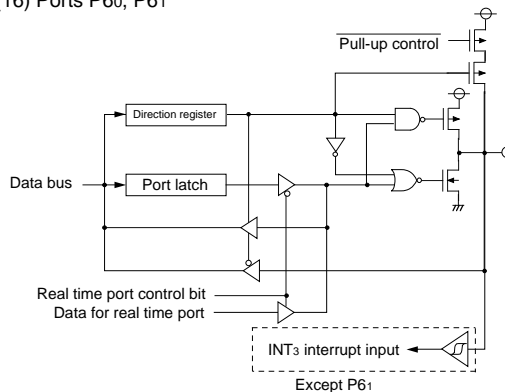 16) Ports P60, P61
Pull-up control
Direction register
Data bus
Port latch
Real time port control bit
Data for real time port
INT3 interrupt input
Except P61